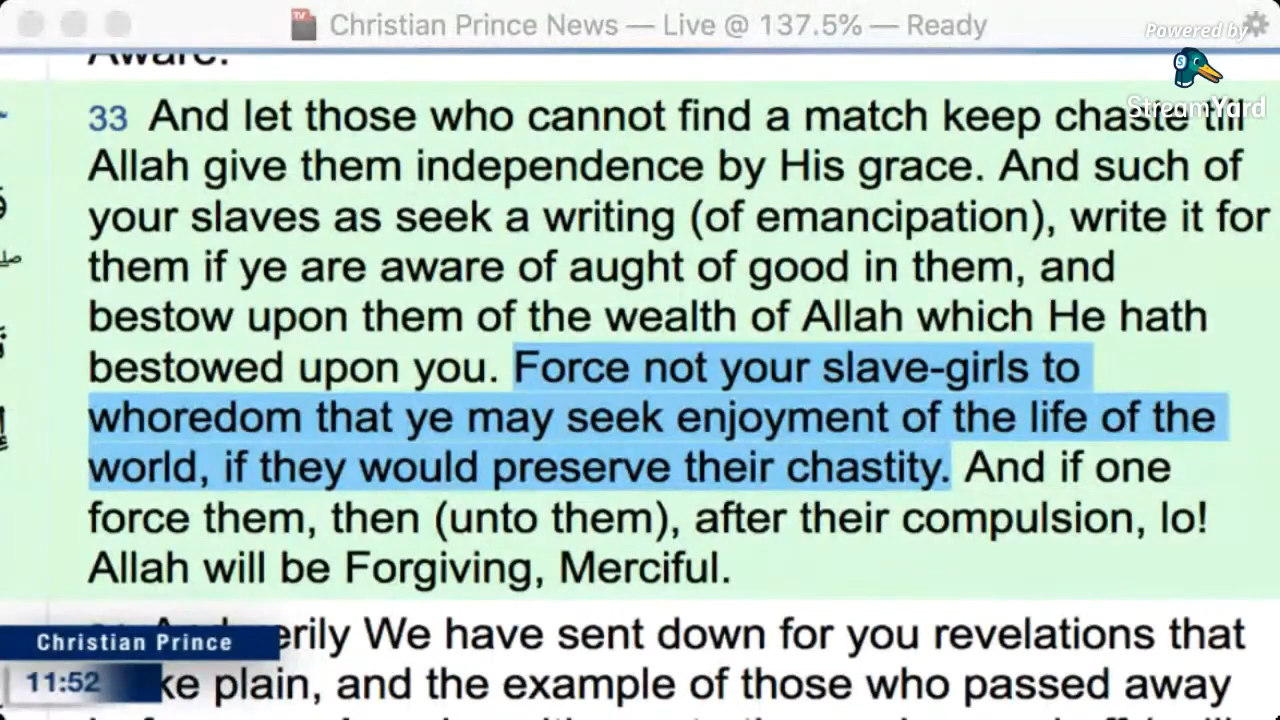 Christian Prince News — Live @ 137.5% — Ready
Powered by
StreamYard
Aware.
33 And let those who cannot find a match keep chaste till
Allah give them independence by His grace. And such of
your slaves as seek a writing (of emancipation), write it for
them if ye are aware of aught of good in them, and
bestow upon them of the wealth of Allah which He hath
bestowed upon you. Force not your slave-girls to
whoredom that ye may seek enjoyment of the life of the
world, if they would preserve their chastity. And if one
force them, then (unto them), after their compulsion, lo!
Allah will be Forgiving, Merciful.
We have sent down for you revelations that
plain, and the example of those who passed away
Christian Prince
11:52